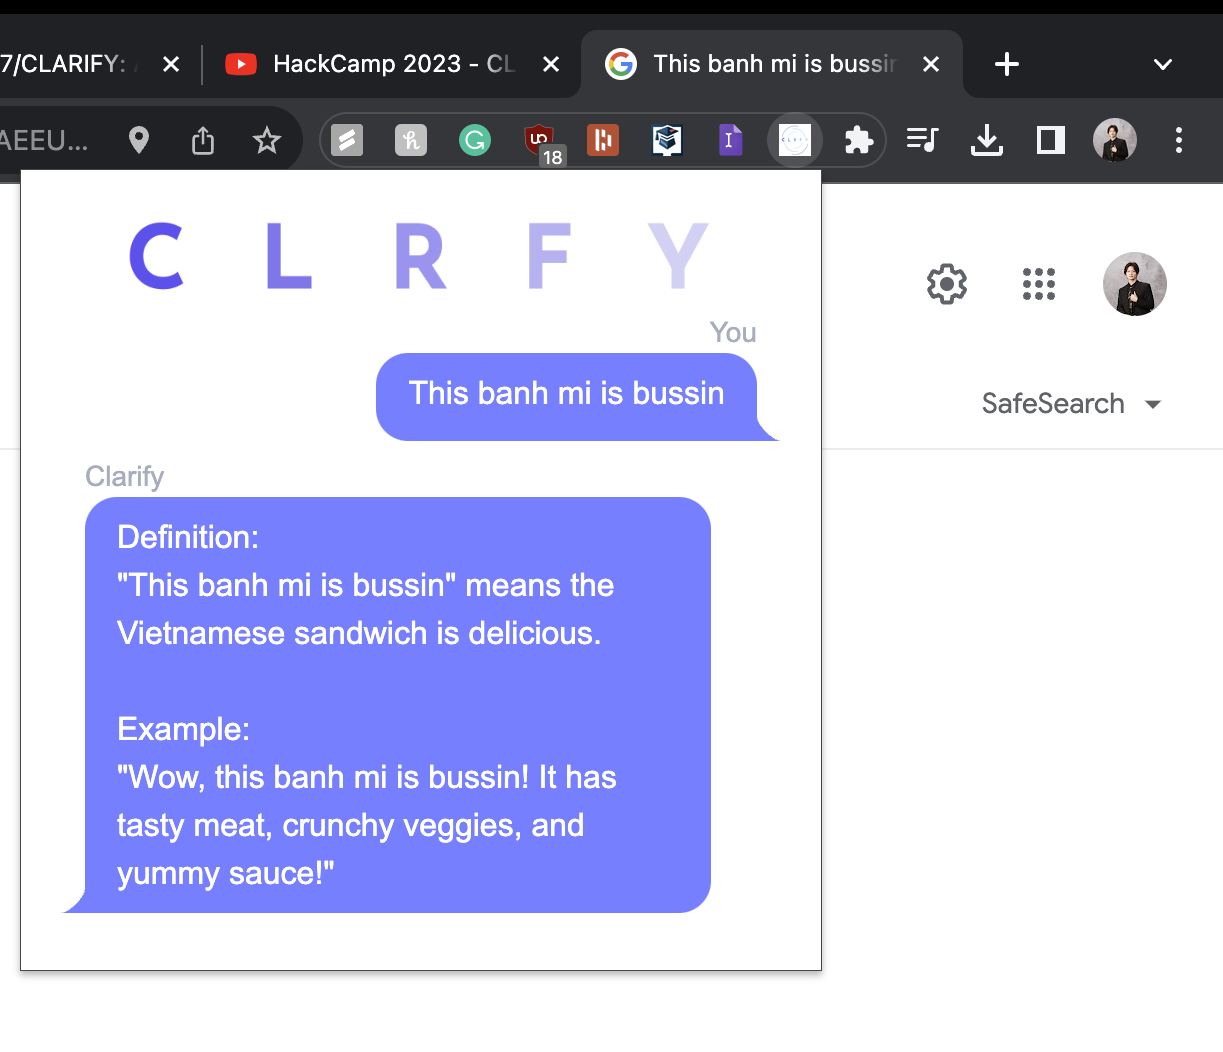 7/CLARIFY:
HackCamp 2023 - CL
This banh mi is bussin
AEEU...
18
C L R F Y
You
This banh mi is bussin
SafeSearch
Clarify
Definition:
"This banh mi is bussin" means the
Vietnamese sandwich is delicious.
Example:
"Wow, this banh mi is bussin! It has
tasty meat, crunchy veggies, and
yummy sauce!"